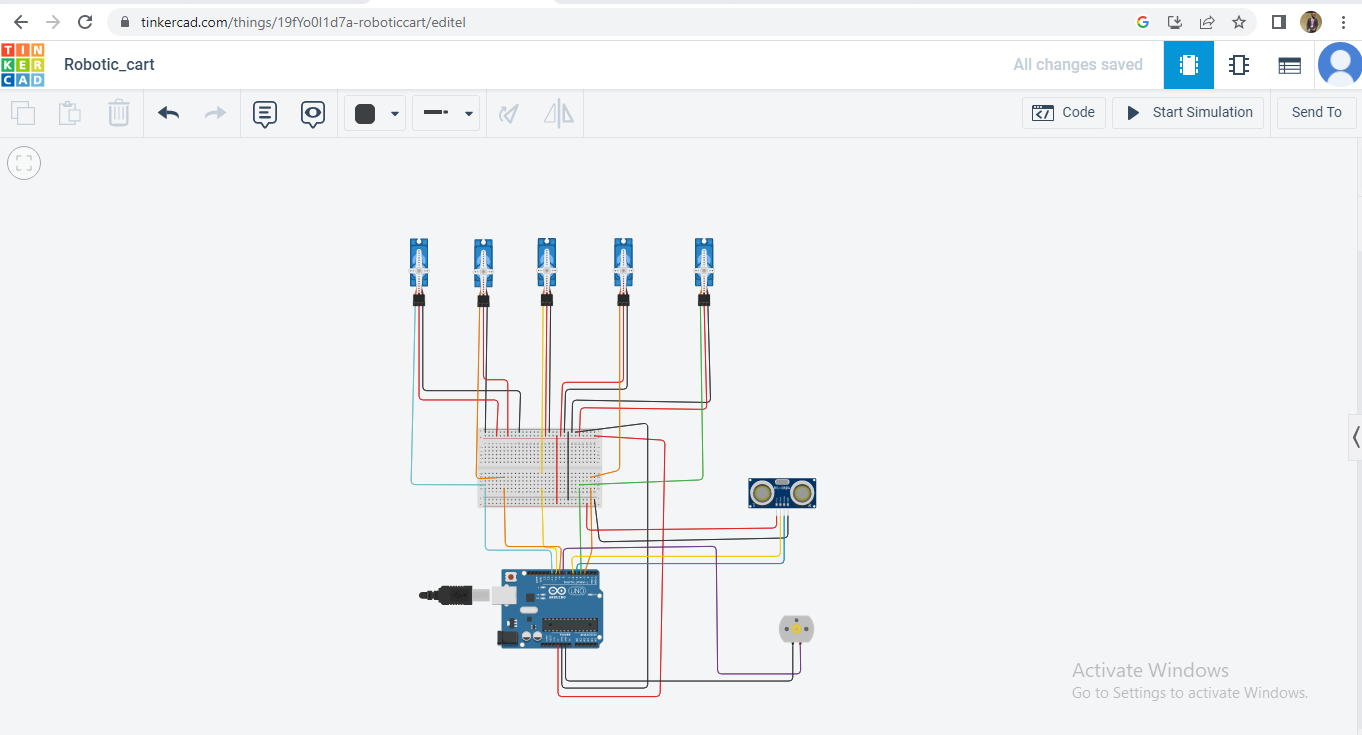 tinkercad.com/things/19fYo0I1d7a-roboticcart/editel
TIN
KER
CAD
Robotic_cart
All changes saved
Code
Start Simulation
Send To
UNO
ARDUINO
Activate Windows
Go to Settings to activate Windows.